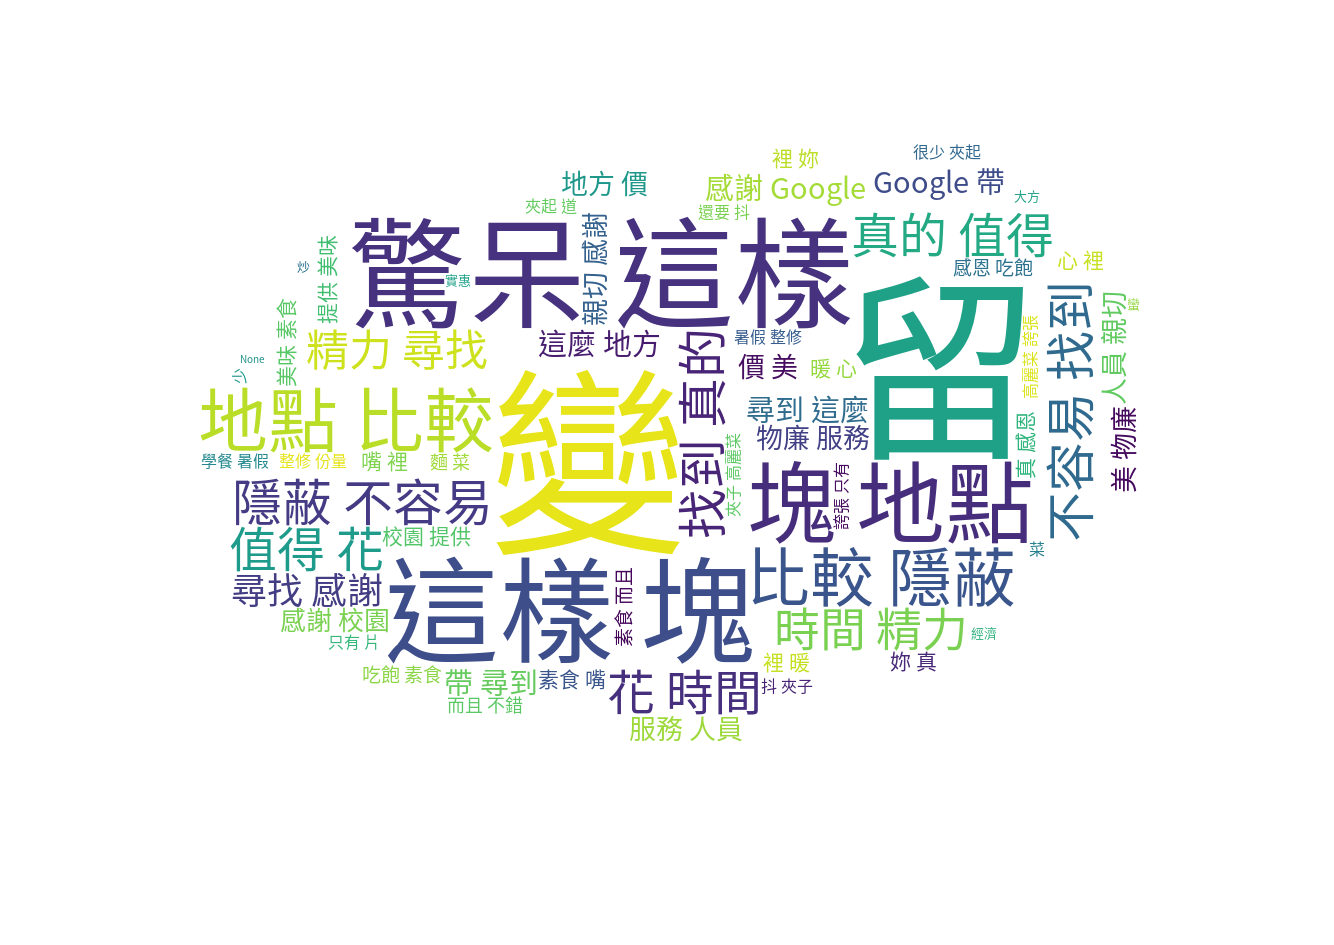 很少 夾起
裡 妳
地方 價
感謝 Google
Google 帶
大方
夾起 道
還要 抖
驚呆 這樣
真的 值得
親切 感謝
提供 美味
炒
實惠
感恩 吃飽
心 裡
留
不容易 找到
人員 親切
變
美味 素食
精力 尋找
這麼 地方
找到 真的
暑假 整修
高麗菜 誇張
None
少
價 美
暖 心
地點 比較
變
尋到 這麼
物廉 服務
真 感恩
美 物廉
學餐 暑假
整修 份量
嘴 裡
麵 菜
夾子 高麗菜
塊 地點
誇張 只有
隱蔽 不容易
值得 花
校園 提供
比較 隱蔽
菜
尋找 感謝
這樣 塊
素食 而且
感謝 校園
時間 精力
經濟
只有 片
裡 暖
妳 真
吃飽 素食
帶 尋到
素食 嘴
花 時間
抖 夾子
而且 不錯
服務 人員